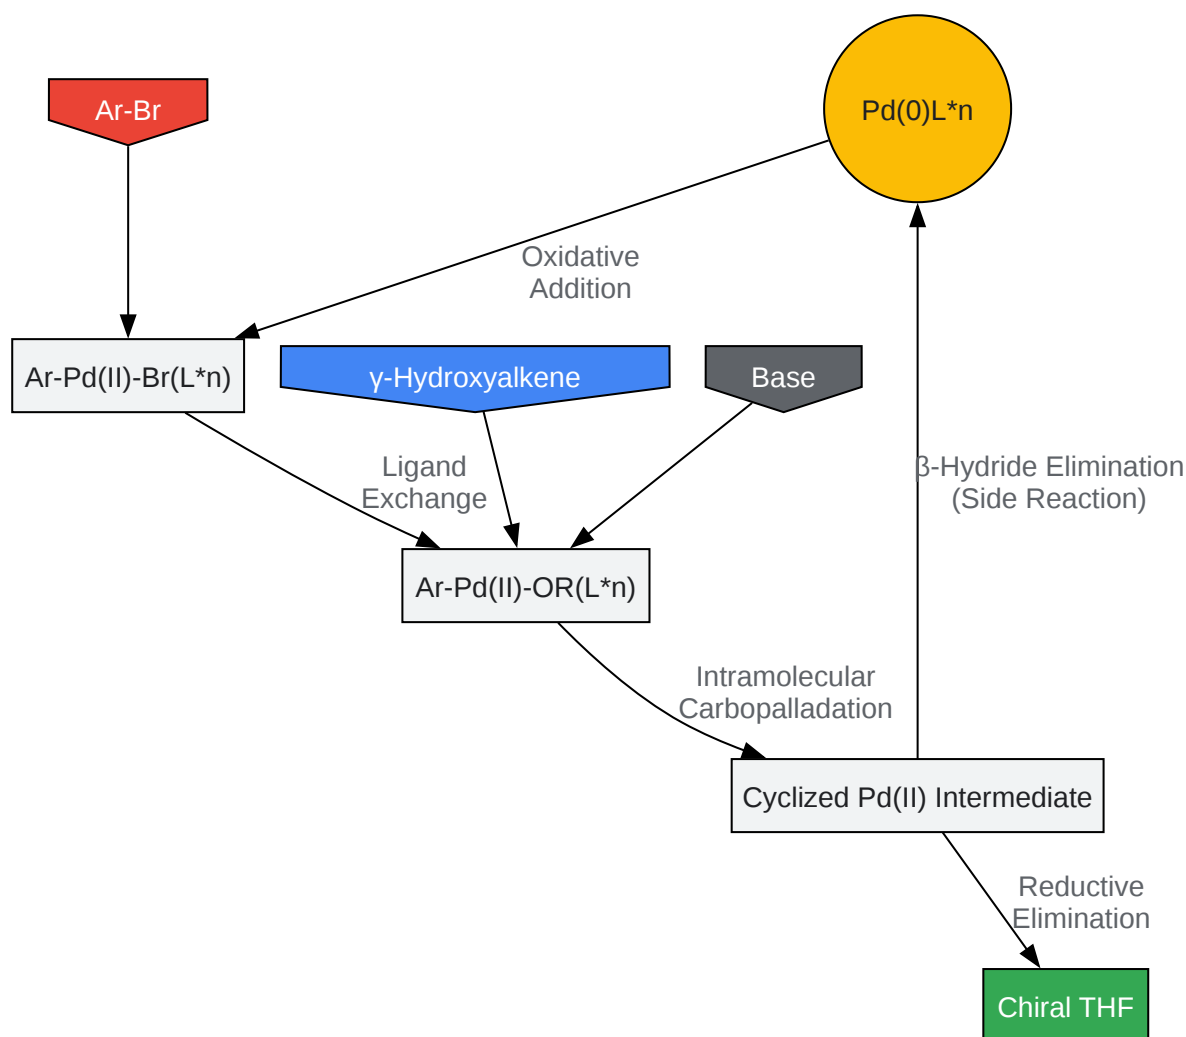 Pd(0)L*n
Ar-Br
Oxidative
Addition
Ar-Pd(II)-Br(L*n)
γ-Hydroxyalkene
Base
Ligand
Exchange
β-Hydride Elimination
(Side Reaction)
Ar-Pd(II)-OR(L*n)
Intramolecular
Carbopalladation
Cyclized Pd(II) Intermediate
Reductive
Elimination
Chiral THF